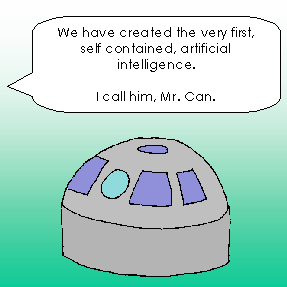 We have created the very first,
self contained, artificial
intelligence.
I call him, Mr. Can.